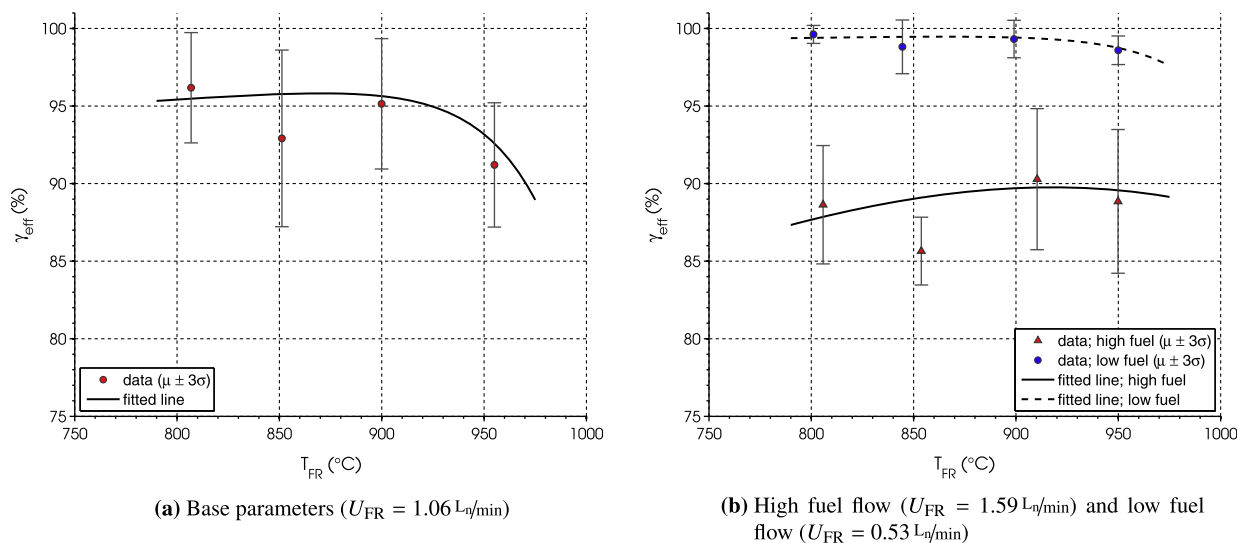 100
95
90
85
80
75
γeff (%)
data (μ ± 3σ)
fitted line
750
800
850
900
950
1000
TFR (°C)
(a) Base parameters (UFR = 1.06 Ln/min)
100
95
90
85
80
75
γeff (%)
data; high fuel (μ ± 3σ)
data; low fuel (μ ± 3σ)
fitted line; high fuel
fitted line; low fuel
750
800
850
900
950
1000
TFR (°C)
(b) High fuel flow (UFR = 1.59 Ln/min) and low fuel
flow (UFR = 0.53 Ln/min)